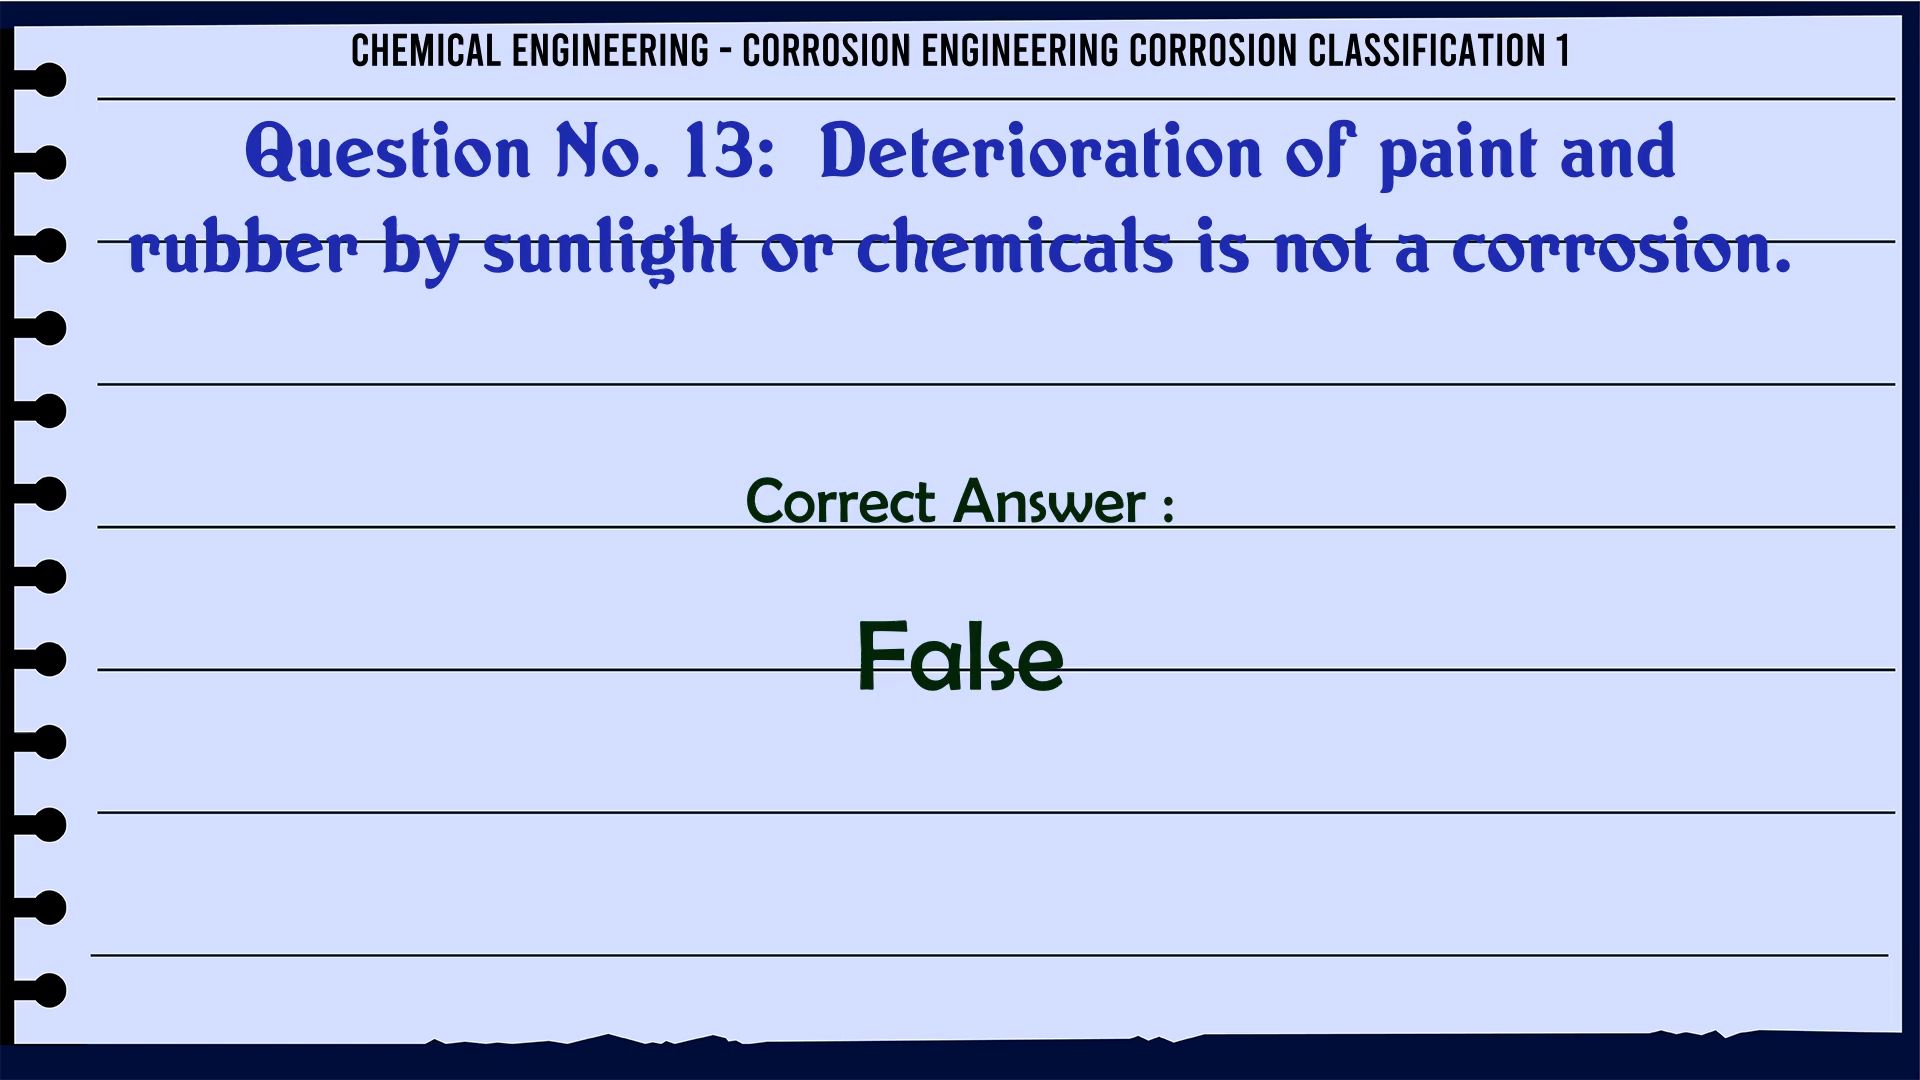 CHEMICAL ENGINEERING - CORROSION ENGINEERING CORROSION CLASSIFICATION 1
Question No. 13: Deterioration of paint and
rubber by sunlight or chemicals is not a corrosion.
Correct Answer :
False